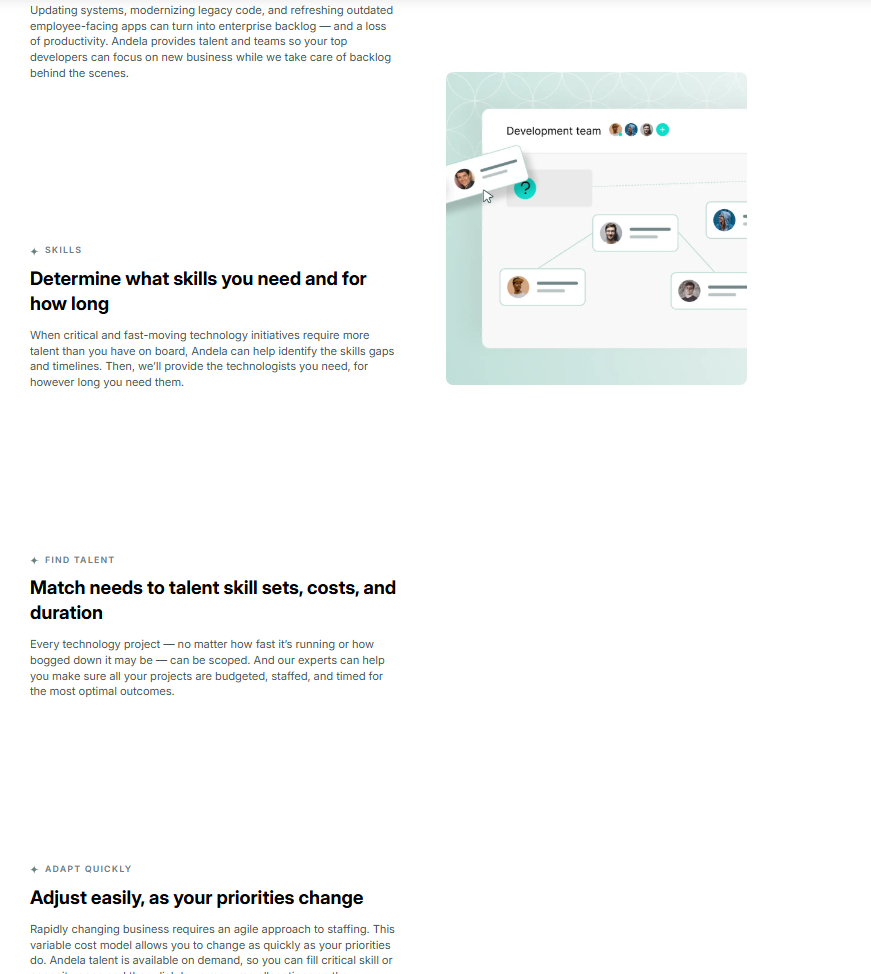 Updating systems, modernizing legacy code, and refreshing outdated
employee-facing apps can turn into enterprise backlog — and a loss
of productivity. Andela provides talent and teams so your top
developers can focus on new business while we take care of backlog
behind the scenes.
Development team
+
?
SKILLS
Determine what skills you need and for
how long
When critical and fast-moving technology initiatives require more
talent than you have on board, Andela can help identify the skills gaps
and timelines. Then, we'll provide the technologists you need, for
however long you need them.
FIND TALENT
Match needs to talent skill sets, costs, and
duration
Every technology project — no matter how fast it's running or how
bogged down it may be — can be scoped. And our experts can help
you make sure all your projects are budgeted, staffed, and timed for
the most optimal outcomes.
ADAPT QUICKLY
Adjust easily, as your priorities change
Rapidly changing business requires an agile approach to staffing. This
variable cost model allows you to change as quickly as your priorities
do. Andela talent is available on demand, so you can fill critical skill or